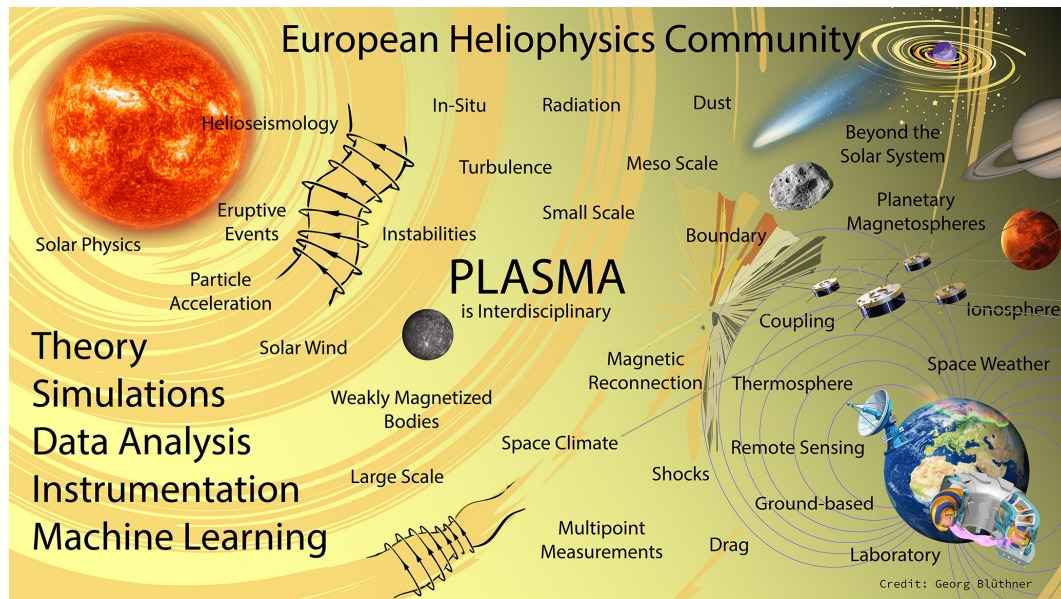 European Heliophysics Community
In-Situ
Radiation
Dust
Helioseismology
Beyond the
Solar System
Turbulence
Meso Scale
Planetary
Magnetospheres
Eruptive
Events
Small Scale
Solar Physics
Instabilities
Boundary
Particle
Acceleration
PLASMA
is Interdisciplinary
Coupling
Ionosphere
Theory
Simulations
Data Analysis
Instrumentation
Machine Learning
Solar Wind
Magnetic
Reconnection
Thermosphere
Space Weather
Weakly Magnetized
Bodies
Space Climate
Remote Sensing
Large Scale
Shocks
Ground-based
Multipoint
Measurements
Drag
Laboratory
Credit: Georg Blüthner